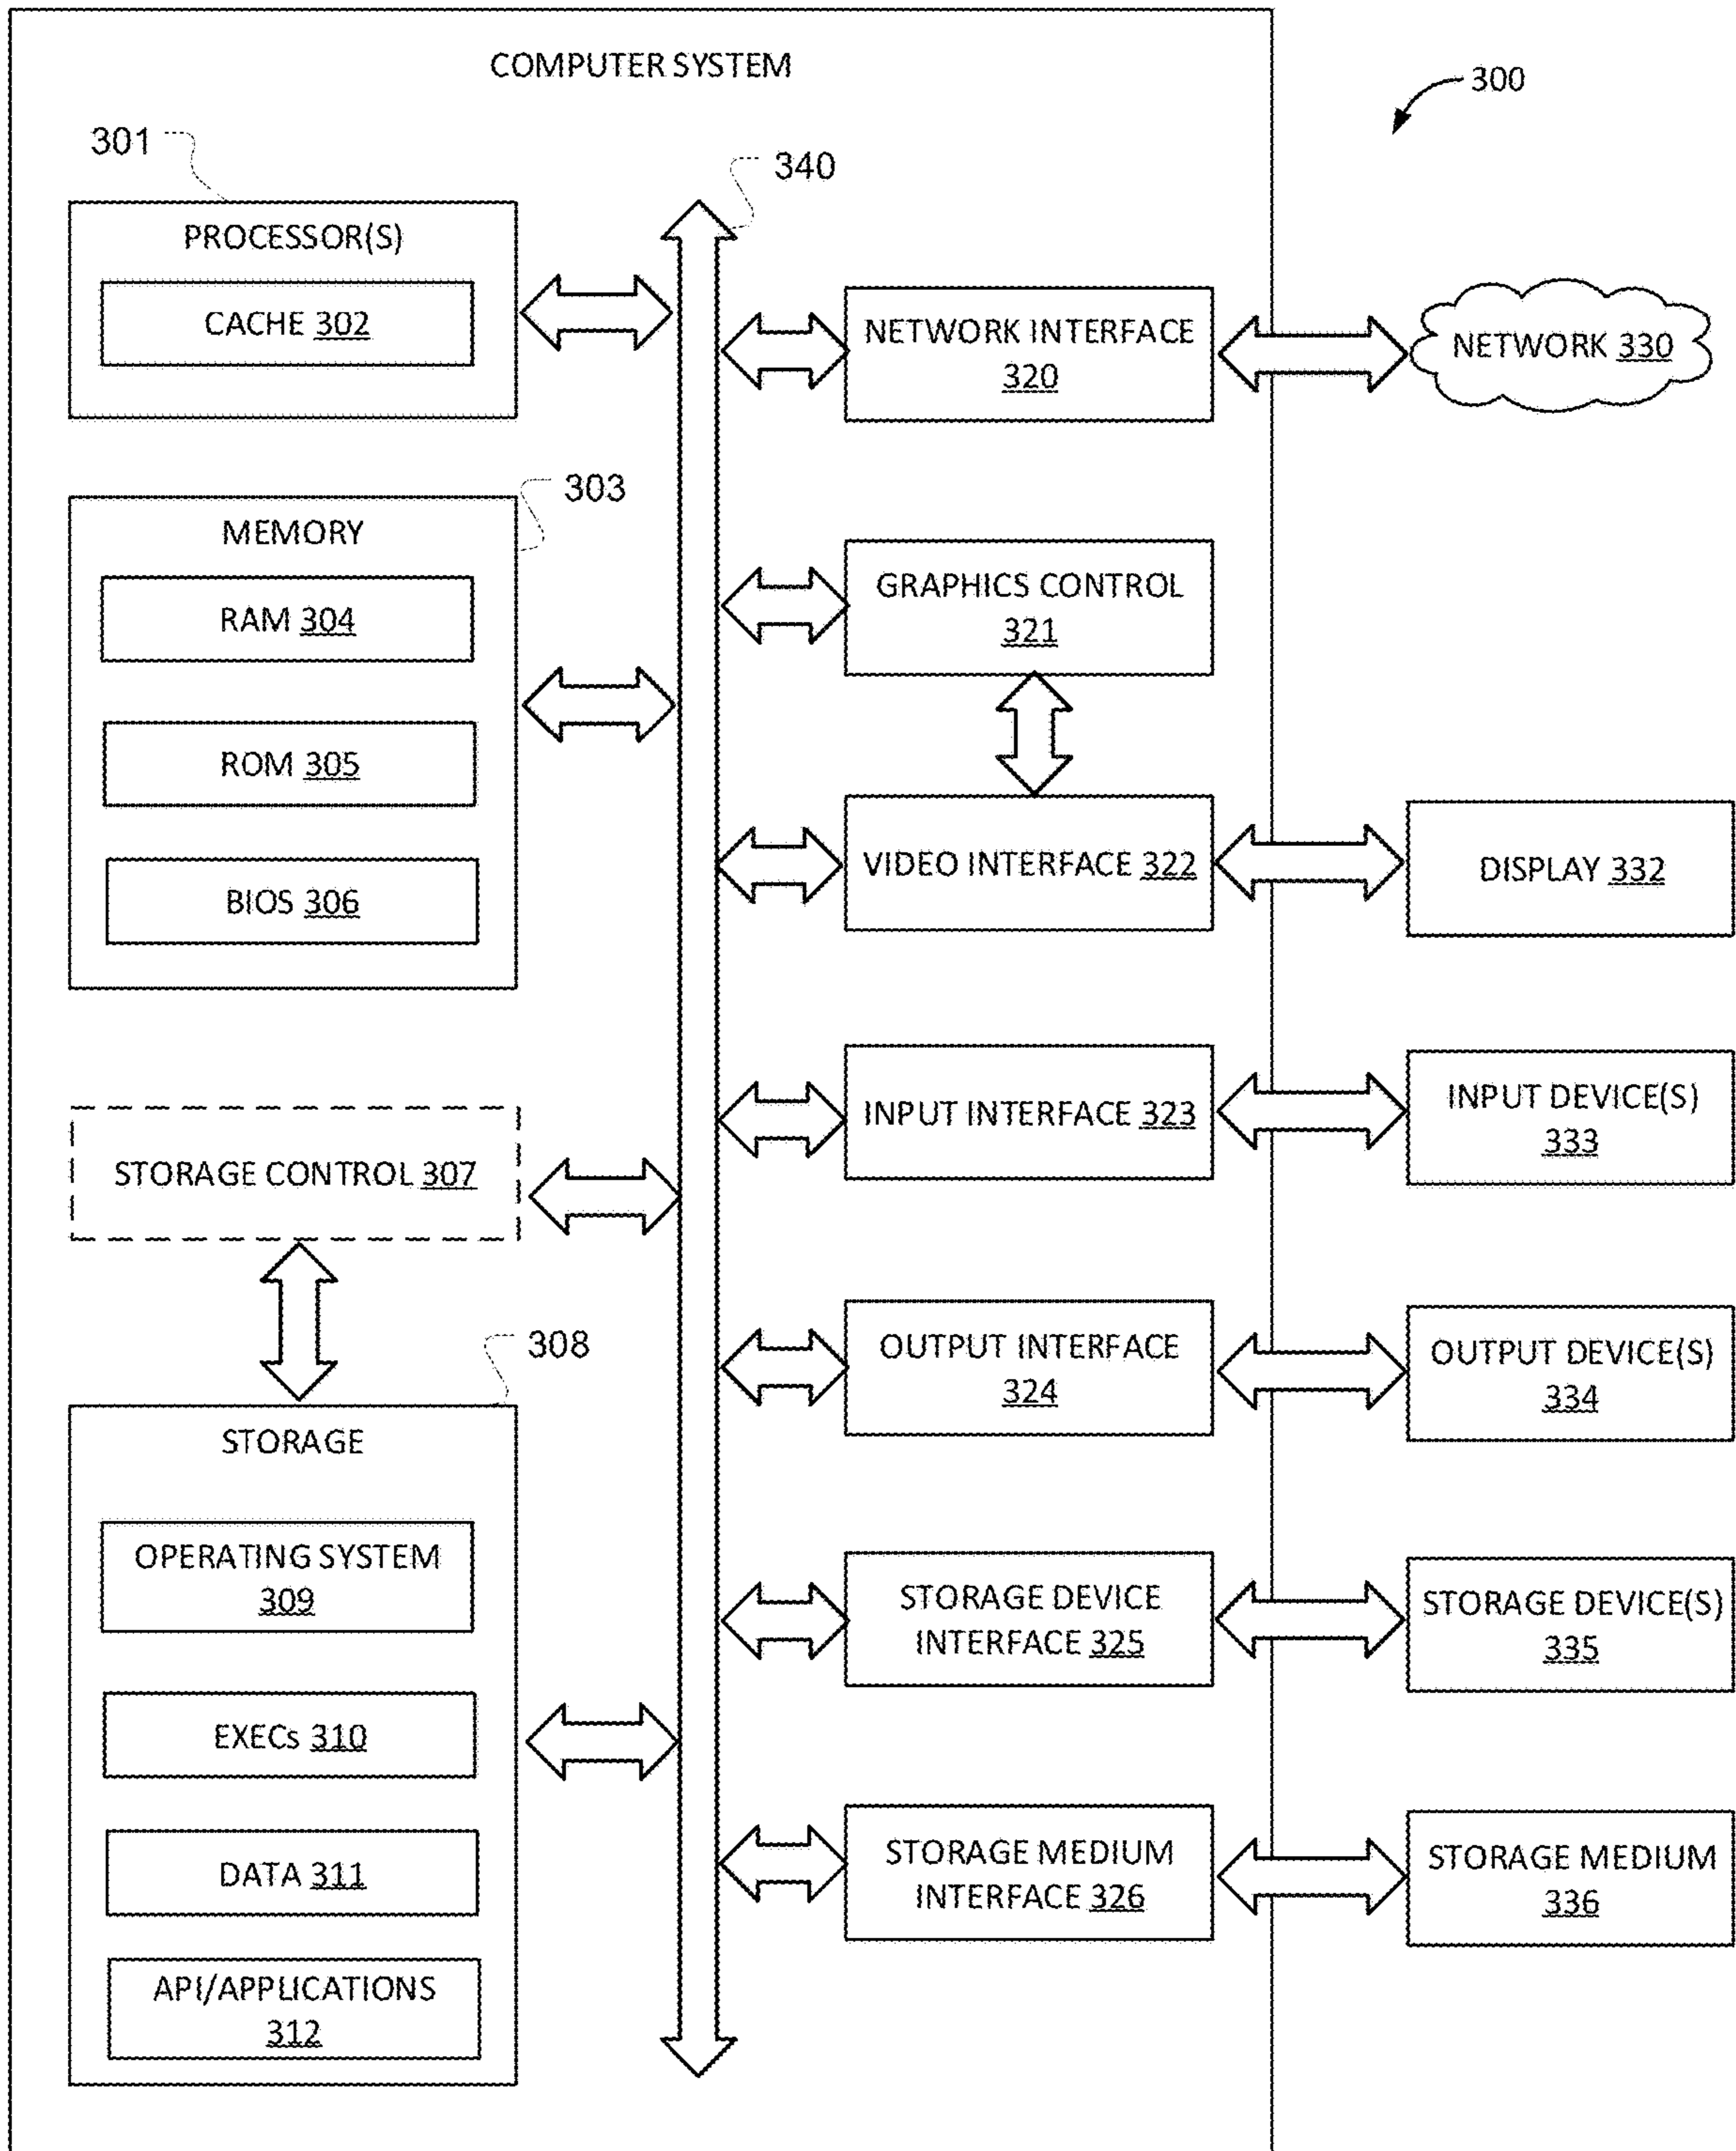 COMPUTER SYSTEM
300
301
340
PROCESSOR(S)
CACHE 302
NETWORK INTERFACE
320
NETWORK 330
303
MEMORY
RAM 304
ROM 305
BIOS 306
GRAPHICS CONTROL
321
VIDEO INTERFACE 322
DISPLAY 332
STORAGE CONTROL 307
INPUT INTERFACE 323
INPUT DEVICE(S)
333
308
STORAGE
OPERATING SYSTEM
309
EXECs 310
DATA 311
API/APPLICATIONS
312
OUTPUT INTERFACE
324
OUTPUT DEVICE(S)
334
STORAGE DEVICE
INTERFACE 325
STORAGE DEVICE(S)
335
STORAGE MEDIUM
INTERFACE 326
STORAGE MEDIUM
336